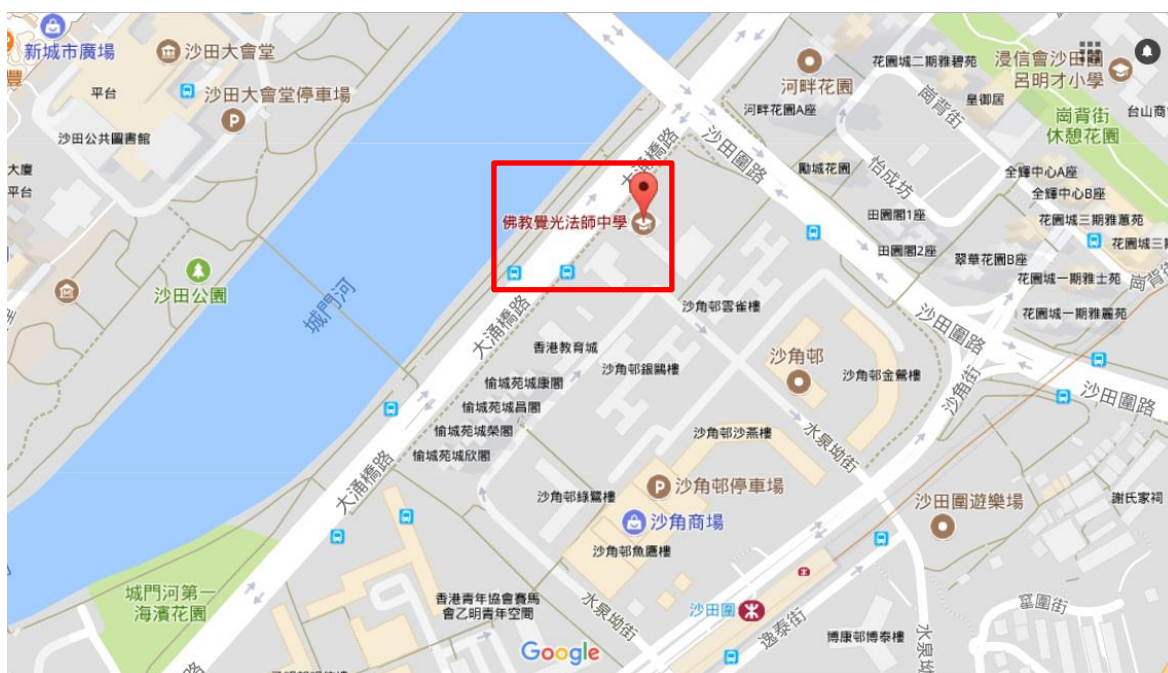 新城市廣場
沙田大會堂
平台
沙田大會堂停車場
沙田公共圖書館
大廈
平台
沙田公園
城門河
大涌橋路
佛教覺光法師中學
大涌橋路
沙田圍路
河畔花園
河畔花園A座
花園城二期雅碧苑
浸信會沙田圍
呂明才小學
皇御居
崗背街
崗背街
休憩花園
台山商
勵城花園
怡成坊
全輝中心A座
全輝中心B座
田園閣1座
花園城三期雅蕙苑
田園閣2座
翠華花園B座
花園城三期
花園城一期雅士苑
崗背街
花園城一期雅麗苑
沙角邨雲雀樓
沙田圍路
香港教育城
沙角邨銀鷗樓
沙角邨
沙角邨金鶯樓
沙角街
沙田圍路
愉城苑城康閣
愉城苑城昌閣
愉城苑城榮閣
愉城苑城欣閣
沙角邨沙燕樓
水泉坳街
大涌橋路
沙角邨綠鷺樓
沙角邨停車場
沙角商場
沙角邨魚鷹樓
沙田圍遊樂場
謝氏家祠
城門河第一
海濱花園
香港青年協會賽馬
會乙明青年空間
水泉坳街
沙田圍
逸泰街
博康邨博泰樓
水泉坳
Google